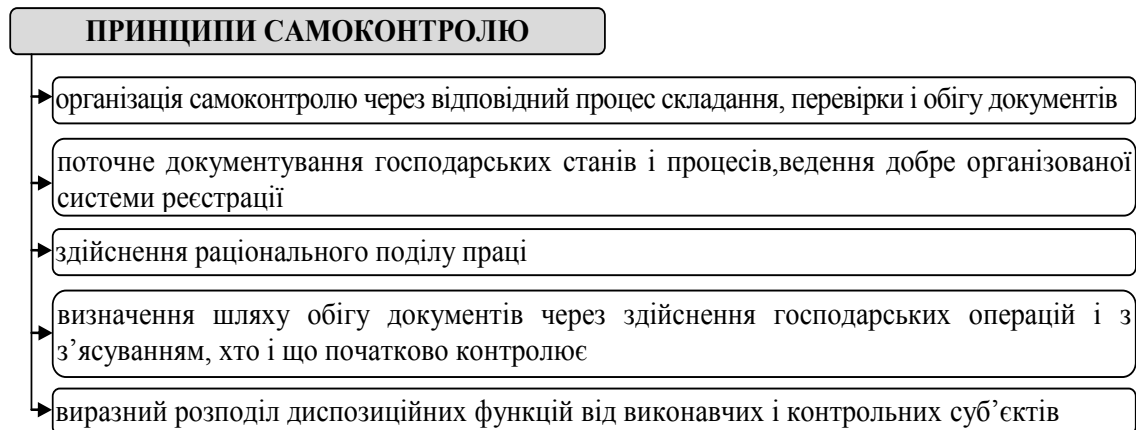 ПРИНЦИПИ САМОКОНТРОЛЮ
організація самоконтролю через відповідний процес складання, перевірки і обігу документів
поточне документування господарських станів і процесів,ведення добре організованої
системи реєстрації
здійснення раціонального поділу праці
визначення шляху обігу документів через здійснення господарських операцій і з
з’ясуванням, хто і що початково контролює
виразний розподіл диспозиційних функцій від виконавчих і контрольних суб’єктів